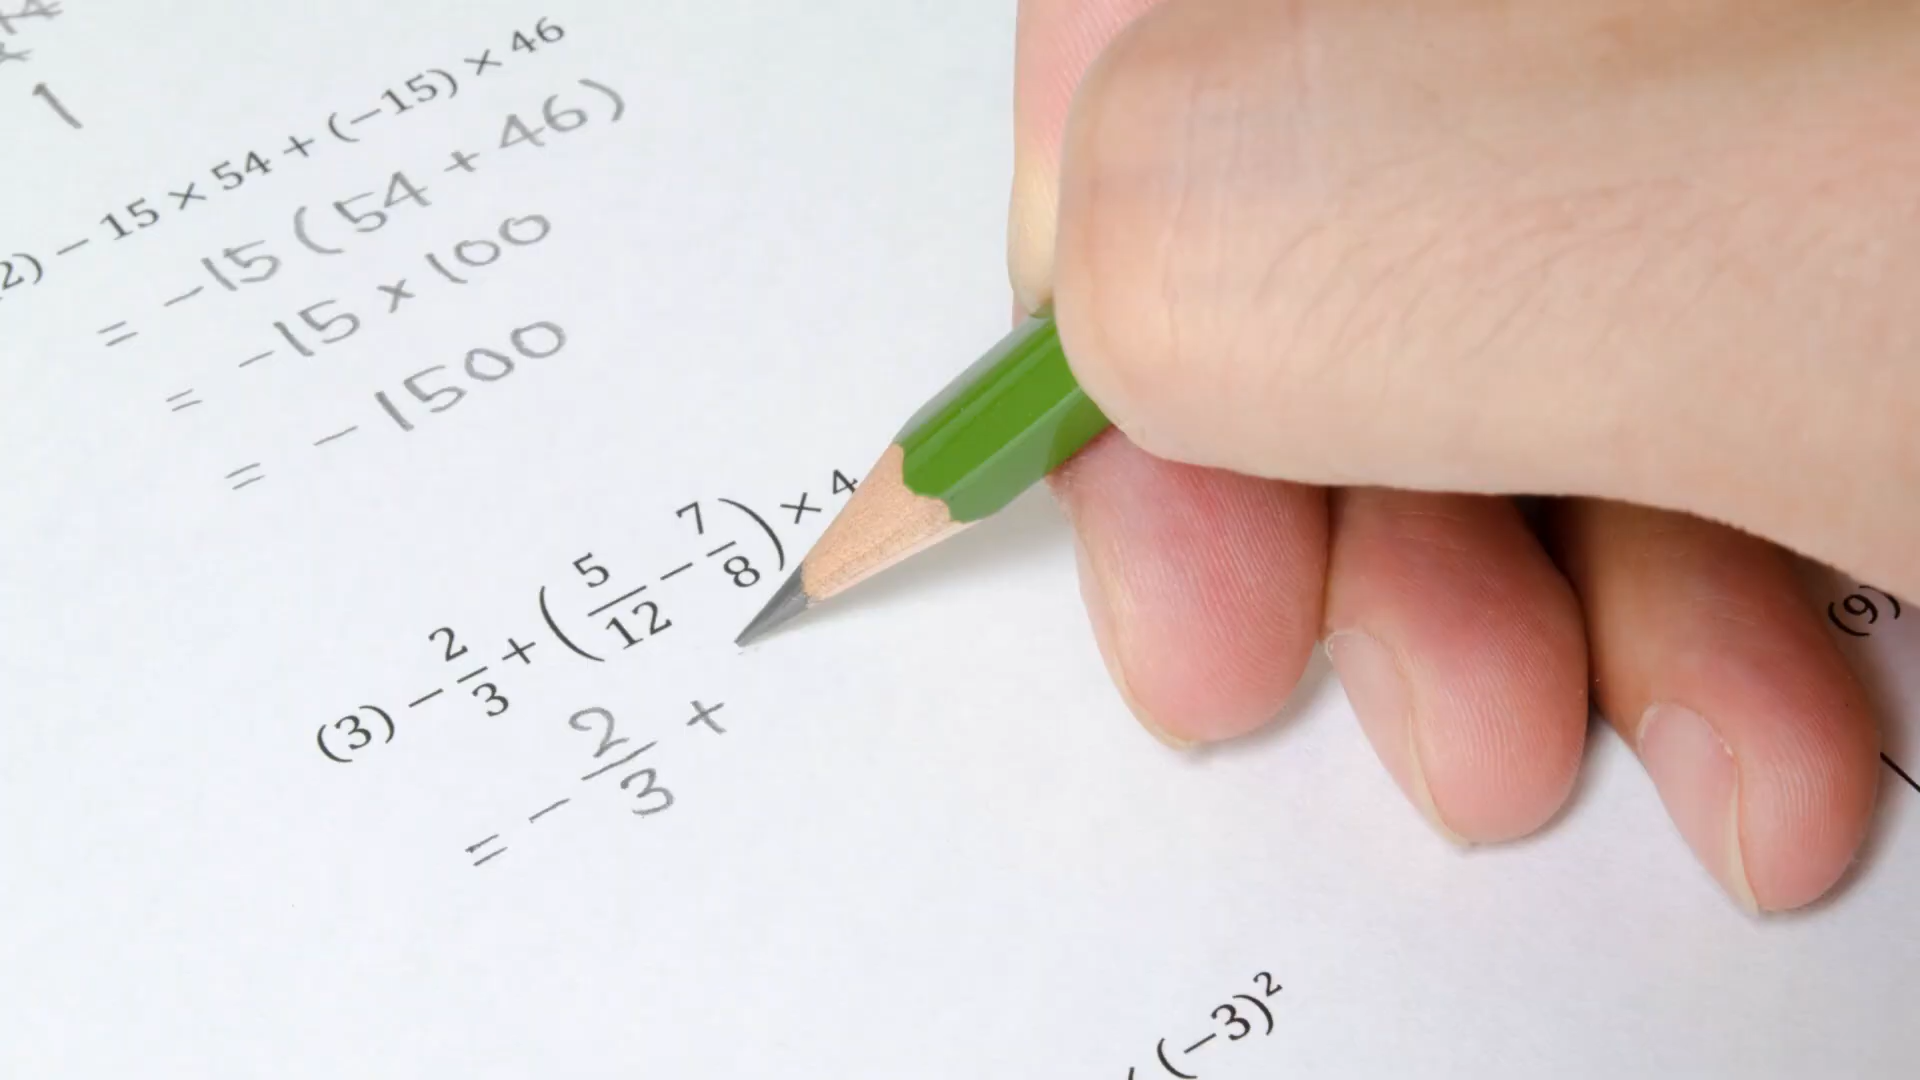 1
2) − 15 × 54 + (−15) × 46
= −15 (54 + 46)
= −15 × 100
= −1500
(3) − 2/3 + (5/12 − 7/8) × 4
= − 2/3 +
(9)
(−3)²